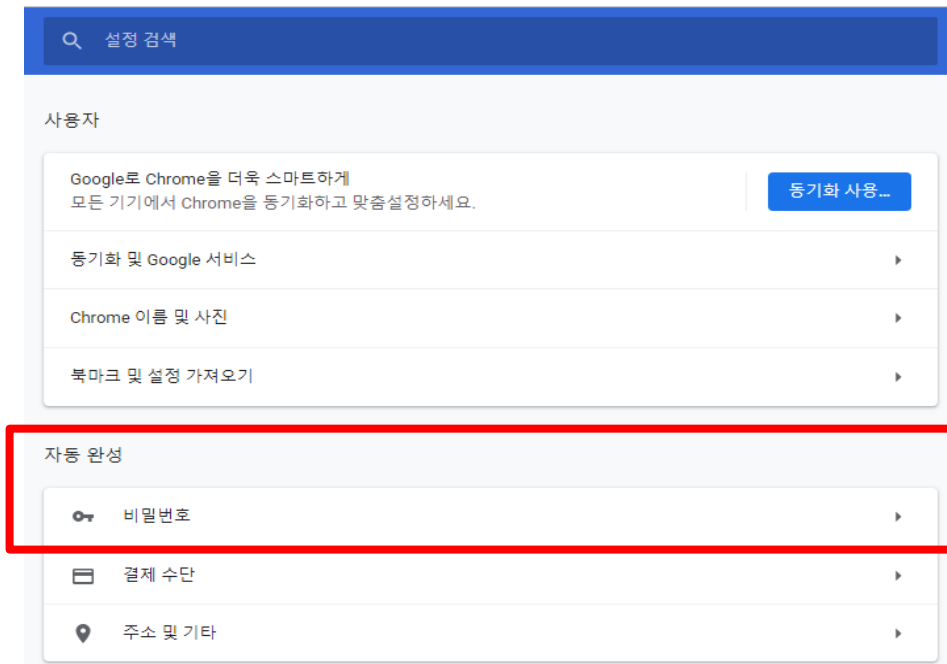 설정 검색
사용자
Google로 Chrome을 더욱 스마트하게
모든 기기에서 Chrome을 동기화하고 맞춤설정하세요.
동기화 사용...
동기화 및 Google 서비스
Chrome 이름 및 사진
북마크 및 설정 가져오기
자동 완성
비밀번호
결제 수단
주소 및 기타